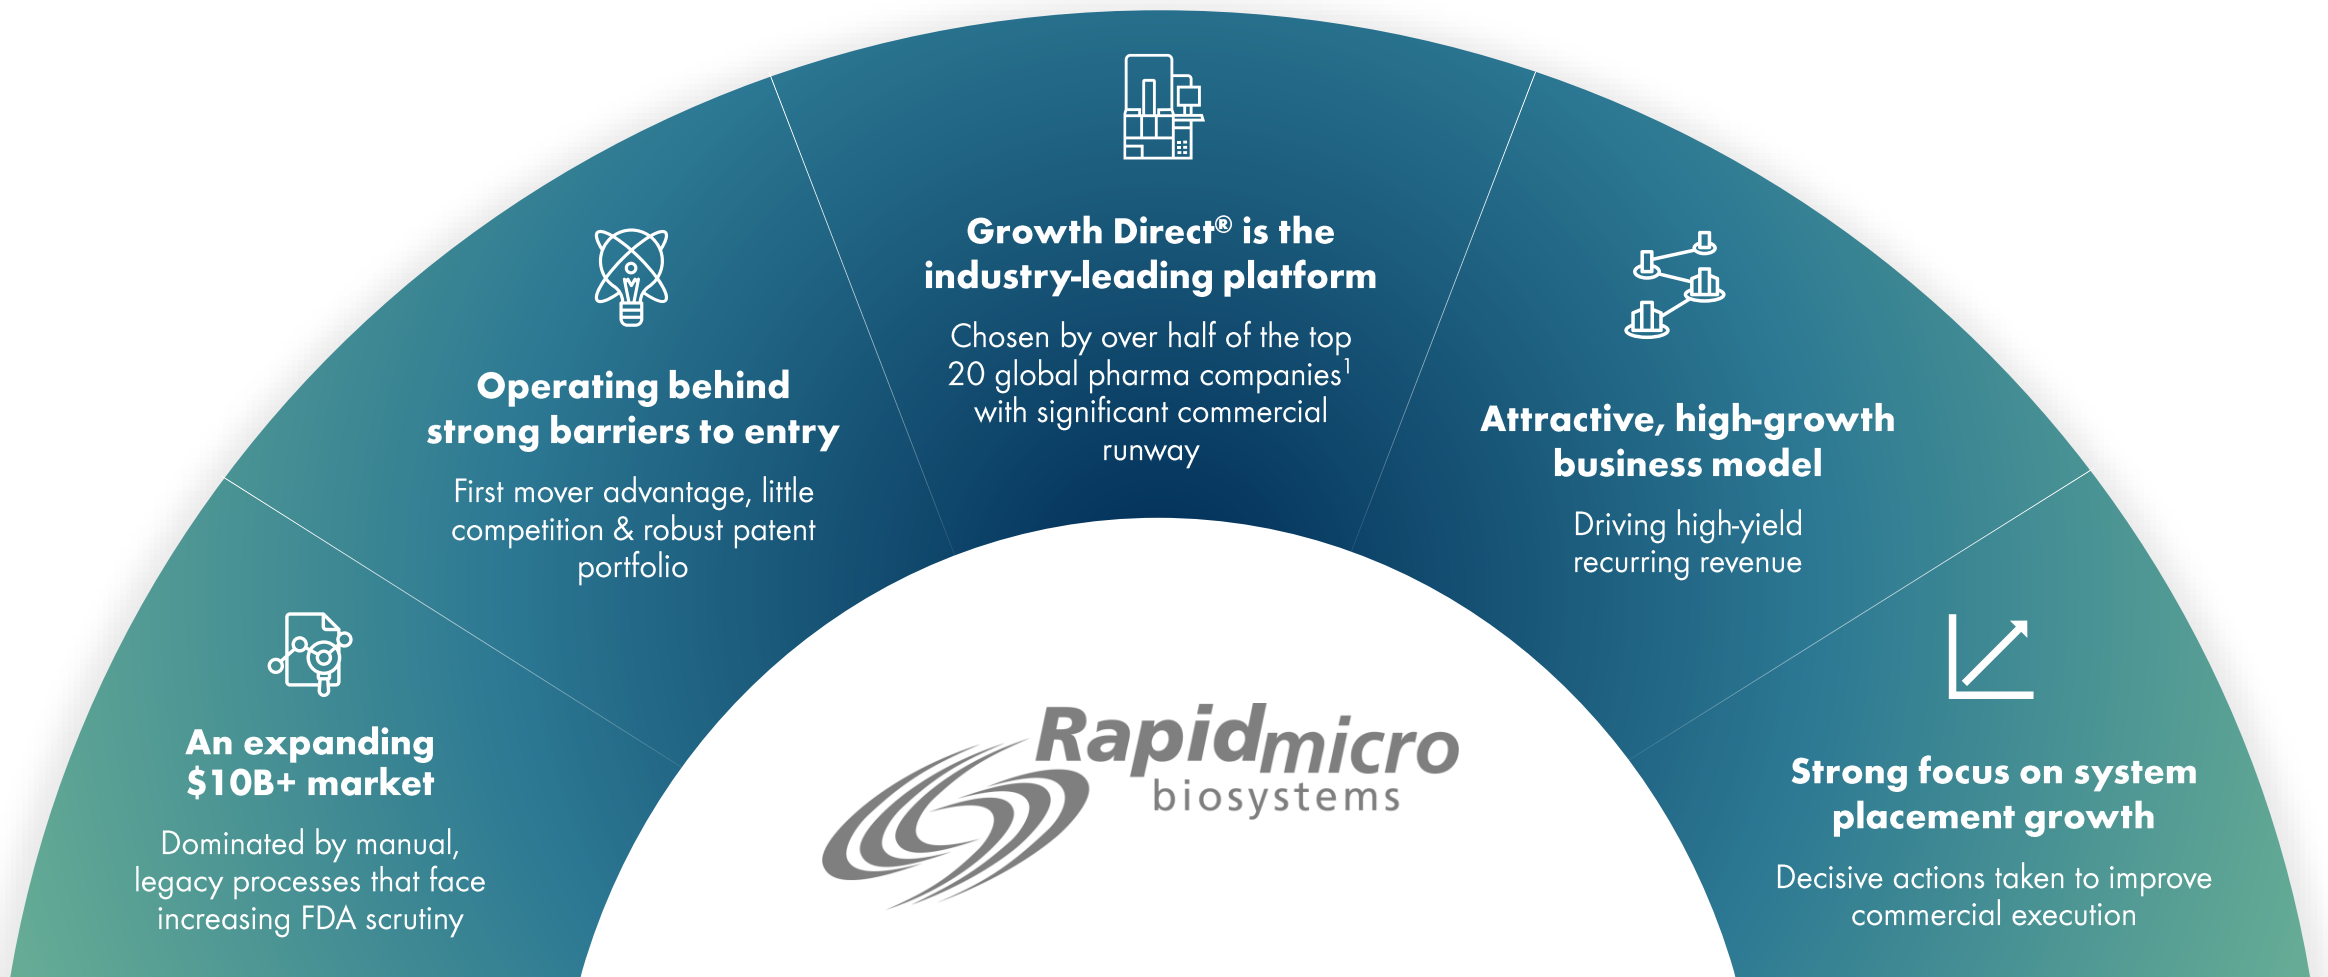 An expanding
$10B+ market
Dominated by manual,
legacy processes that face
increasing FDA scrutiny
Operating behind
strong barriers to entry
First mover advantage, little
competition & robust patent
portfolio
Growth Direct® is the
industry-leading platform
Chosen by over half of the top
20 global pharma companies¹
with significant commercial
runway
Attractive, high-growth
business model
Driving high-yield
recurring revenue
Strong focus on system
placement growth
Decisive actions taken to improve
commercial execution
Rapidmicro
biosystems